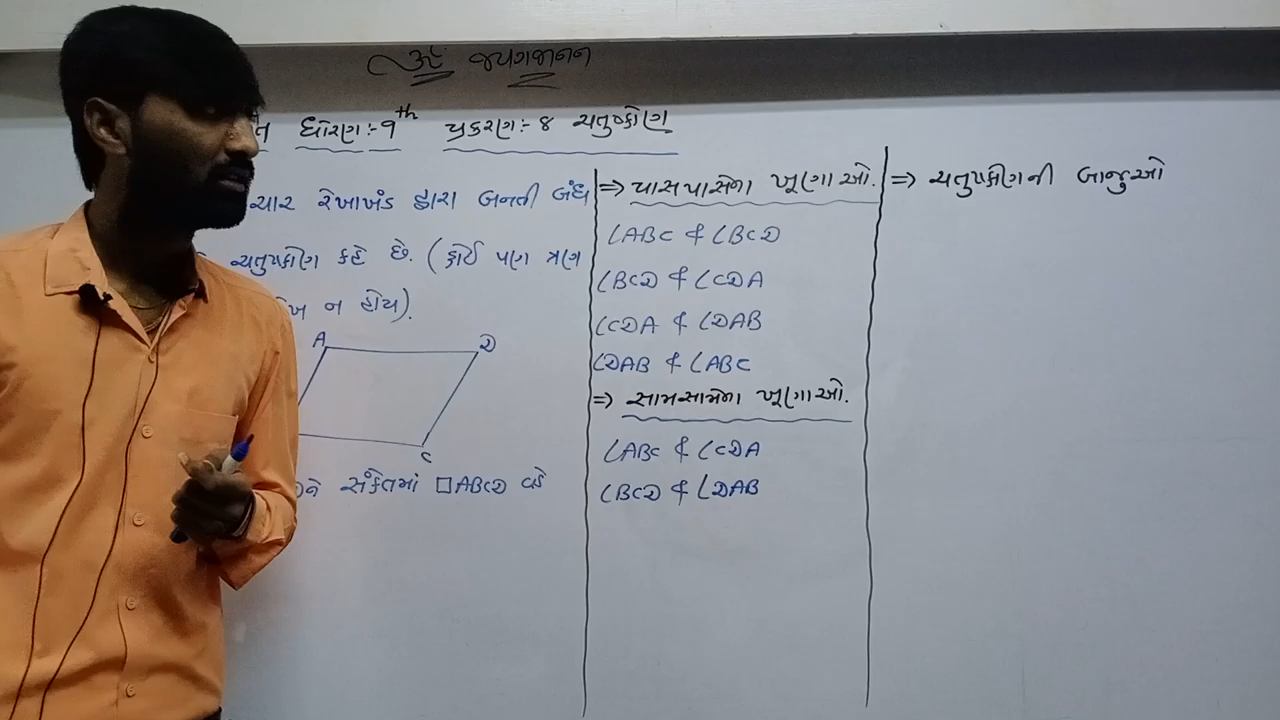 ૐ જયગજાનન
ધોરણ:-૧th પ્રકરણ:- ૪ ચતુષ્કોણ
ચાર રેખાખંડ દ્વારા બનતી બંધ
ચતુષ્કોણ કહે છે. (કોઈ પણ ત્રણ
ન હોય).
A D
C
સંકેતમાં □ABCD વડે
⇒ પાસપાસેના ખૂણાઓ.
∠ABC & ∠BCD
∠BCD & ∠CDA
∠CDA & ∠DAB
∠DAB & ∠ABC
⇒ સામસામેના ખૂણાઓ.
∠ABC & ∠CDA
∠BCD & ∠DAB
⇒ ચતુષ્કોણની બાજુઓ